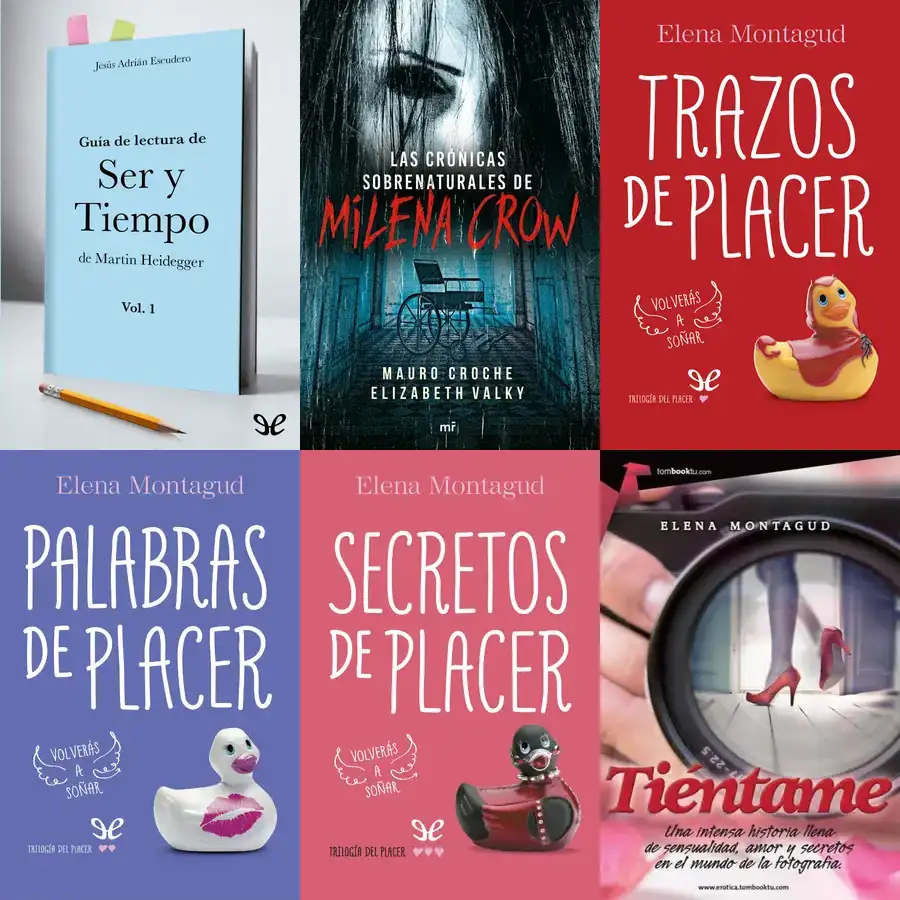 Jesús Adrián Escudero
Guía de lectura de
Ser y
Tiempo
de Martin Heidegger
Vol. 1
LAS CRÓNICAS
SOBRENATURALES DE
MILENA CROW
MAURO CROCHE
ELIZABETH VALKY
mr
Elena Montagud
TRAZOS
DE PLACER
VOLVERÁS
A
SOÑAR
TRILOGÍA DEL PLACER
Elena Montagud
PALABRAS
DE PLACER
VOLVERÁS
A
SOÑAR
TRILOGÍA DEL PLACER
Elena Montagud
SECRETOS
DE PLACER
VOLVERÁS
A
SOÑAR
TRILOGÍA DEL PLACER
tombooktu.com
ELENA MONTAGUD
Tiéntame
Una intensa historia llena
de sensualidad, amor y secretos
en el mundo de la fotografía.
www.erotica.tombooktu.com